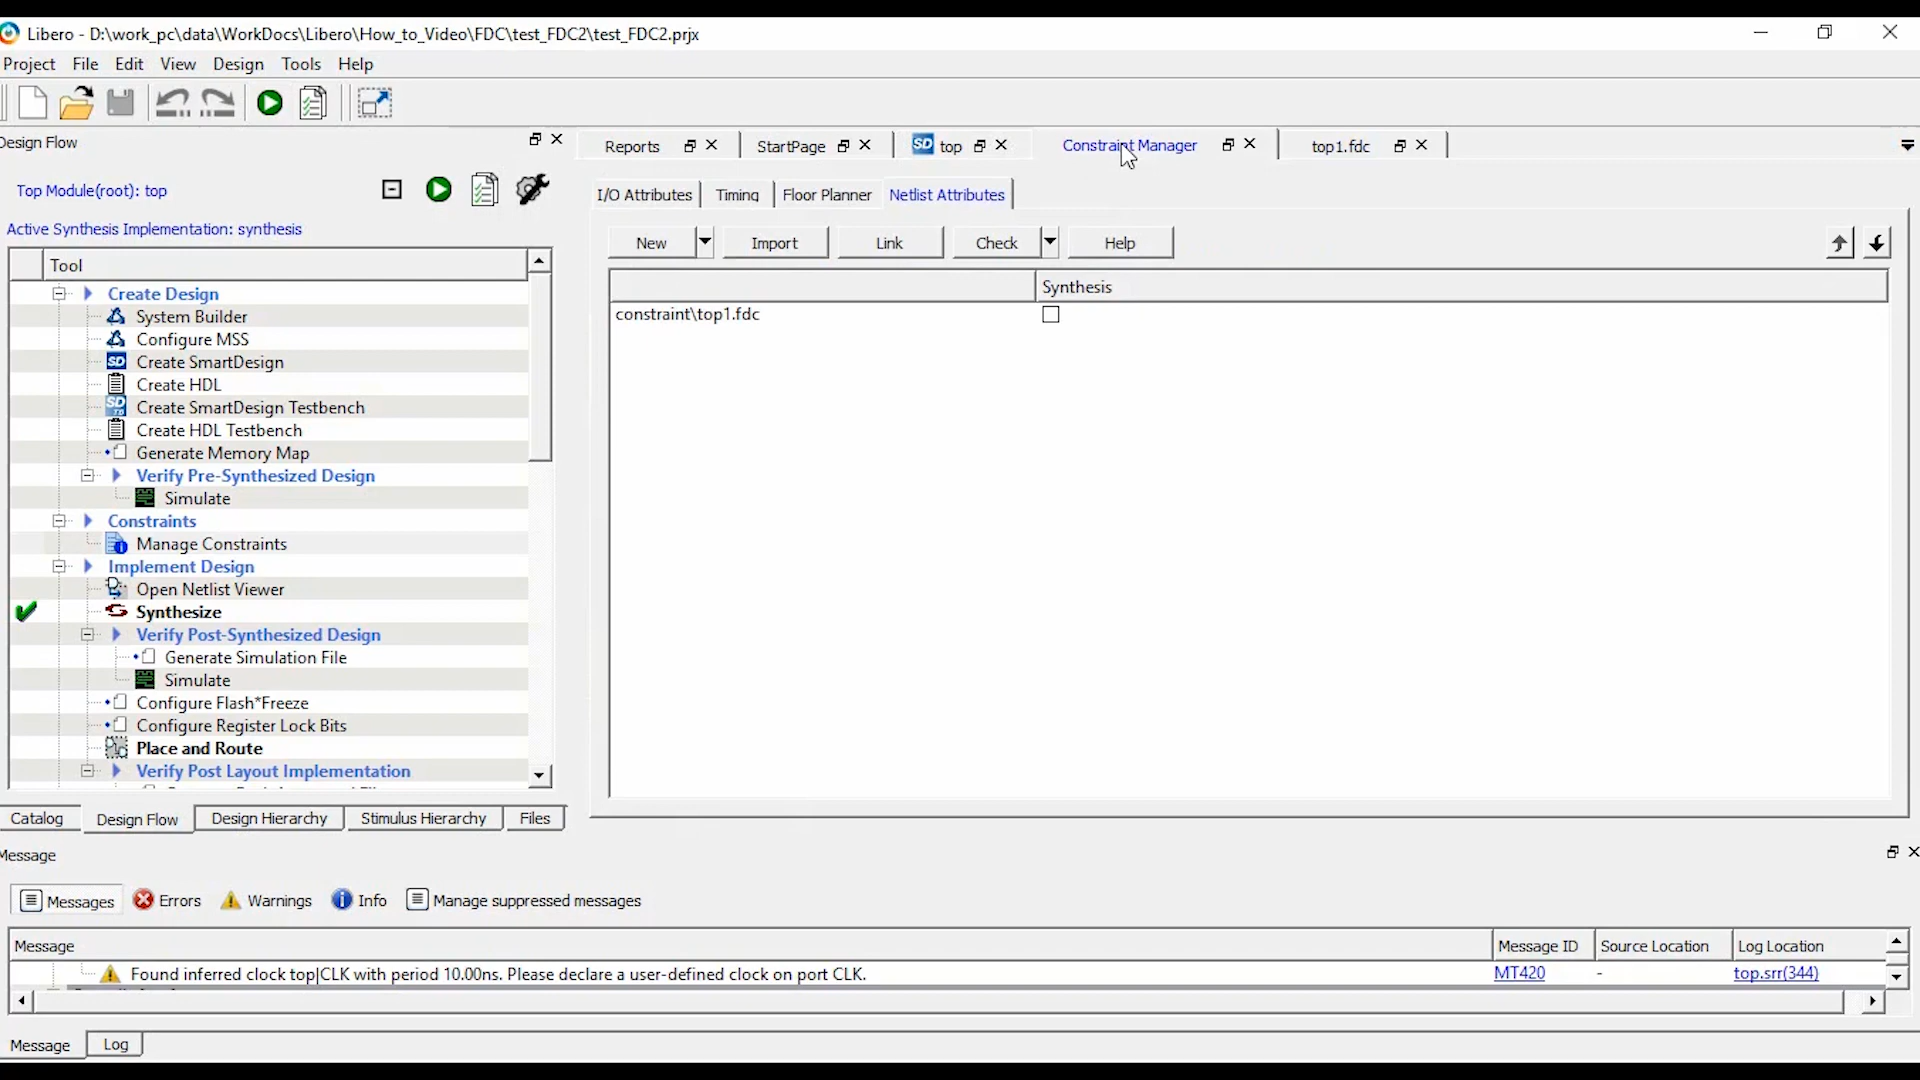 Libero - D:\work_pc\data\WorkDocs\Libero\How_to_Video\FDC\test_FDC2\test_FDC2.prjx
Project File Edit View Design Tools Help
Design Flow
Reports StartPage SD top Constraint Manager top1.fdc
Top Module(root): top
I/O Attributes Timing Floor Planner Netlist Attributes
Active Synthesis Implementation: synthesis
New Import Link Check Help
Tool
Synthesis
constraint\top1.fdc
Create Design
System Builder
Configure MSS
SD Create SmartDesign
Create HDL
SD Create SmartDesign Testbench
Create HDL Testbench
Generate Memory Map
Verify Pre-Synthesized Design
Simulate
Constraints
Manage Constraints
Implement Design
Open Netlist Viewer
Synthesize
Verify Post-Synthesized Design
Generate Simulation File
Simulate
Configure Flash*Freeze
Configure Register Lock Bits
Place and Route
Verify Post Layout Implementation
Catalog Design Flow Design Hierarchy Stimulus Hierarchy Files
Message
Messages Errors Warnings Info Manage suppressed messages
Message Message ID Source Location Log Location
Found inferred clock top|CLK with period 10.00ns. Please declare a user-defined clock on port CLK. MT420 - top.srr(344)
Message Log